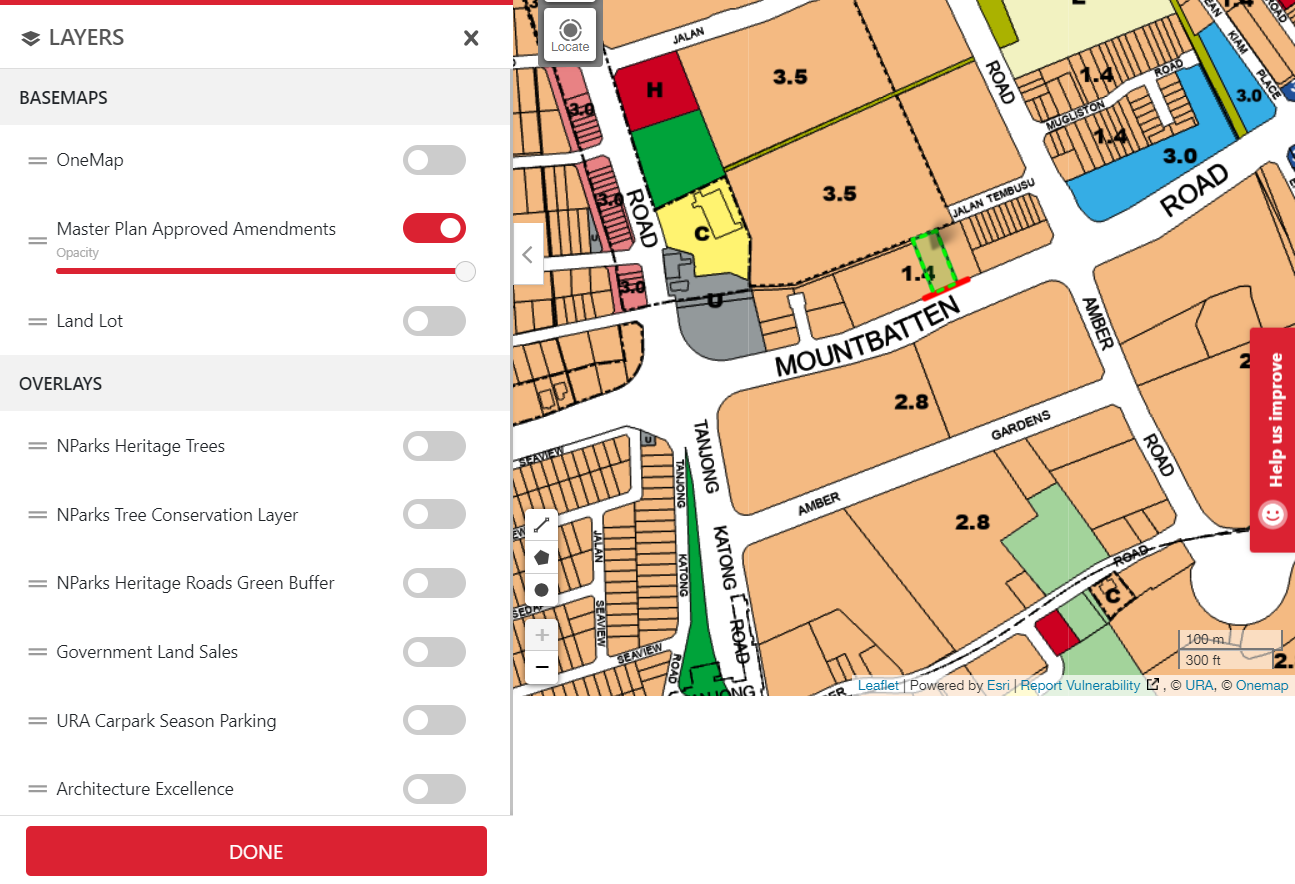 LAYERS
BASEMAPS
OneMap
Master Plan Approved Amendments
Opacity
Land Lot
OVERLAYS
NParks Heritage Trees
NParks Tree Conservation Layer
NParks Heritage Roads Green Buffer
Government Land Sales
URA Carpark Season Parking
Architecture Excellence
DONE
Locate
JALAN
H
3.5
ROAD
1.4
ROAD
MUGLISTON
1.4
KIAM
PLACE
ROAD
3.0
3.0
3.0
3.0
3.5
ROAD
C
JALAN TEMBUSU
ROAD
1.4
3.0
U
U
MOUNTBATTEN
AMBER
2.8
GARDENS
AMBER
ROAD
TANJONG
KATONG
ROAD
SEAVIEW
U
TANJONG
KATONG
ROAD
JALAN
SEAVIEW
SEAVIEW
2.8
ROAD
C
+
−
100 m
300 ft
2.
Help us improve
Leaflet | Powered by Esri | Report Vulnerability , © URA, © Onemap